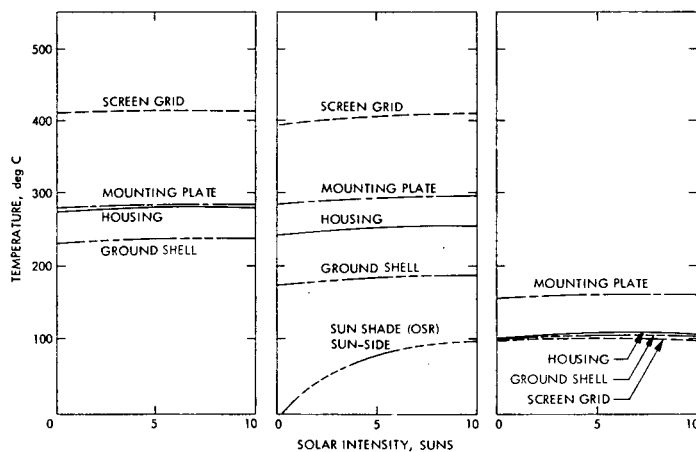 500
400
300
200
100
0
TEMPERATURE, deg C
SCREEN GRID
MOUNTING PLATE
HOUSING
GROUND SHELL
0
5
10
SCREEN GRID
MOUNTING PLATE
HOUSING
GROUND SHELL
SUN SHADE (OSR)
SUN-SIDE
0
5
10
MOUNTING PLATE
HOUSING
GROUND SHELL
SCREEN GRID
0
5
10
SOLAR INTENSITY, SUNS